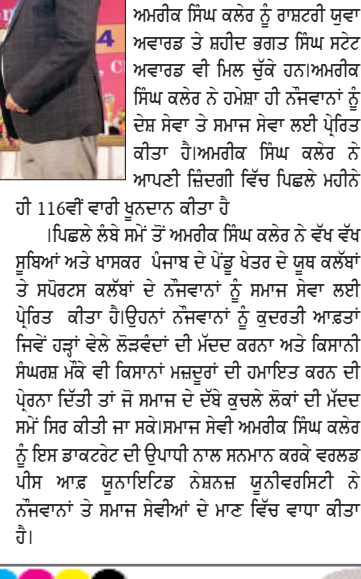 ਅਮਰੀਕ ਸਿੰਘ ਕਲੇਰ ਨੂੰ ਰਾਸ਼ਟਰੀ ਯੁਵਾ
ਅਵਾਰਡ ਤੇ ਸ਼ਹੀਦ ਭਗਤ ਸਿੰਘ ਸਟੇਟ
4
ਅਵਾਰਡ ਵੀ ਮਿਲ ਚੁੱਕੇ ਹਨ।ਅਮਰੀਕ
ਸਿੰਘ ਕਲੇਰ ਨੇ ਹਮੇਸ਼ਾ ਹੀ ਨੌਜਵਾਨਾਂ ਨੂੰ
ਦੇਸ਼ ਸੇਵਾ ਤੇ ਸਮਾਜ ਸੇਵਾ ਲਈ ਪ੍ਰੇਰਿਤ
ਕੀਤਾ ਹੈ।ਅਮਰੀਕ ਸਿੰਘ ਕਲੇਰ ਨੇ
ਆਪਣੀ ਜ਼ਿੰਦਗੀ ਵਿੱਚ ਪਿਛਲੇ ਮਹੀਨੇ
ਹੀ 116ਵੀਂ ਵਾਰੀ ਖ਼ੂਨਦਾਨ ਕੀਤਾ ਹੈ
।ਪਿਛਲੇ ਲੰਬੇ ਸਮੇਂ ਤੋਂ ਅਮਰੀਕ ਸਿੰਘ ਕਲੇਰ ਨੇ ਵੱਖ ਵੱਖ
ਸੂਬਿਆਂ ਅਤੇ ਖਾਸਕਰ ਪੰਜਾਬ ਦੇ ਪੇਂਡੂ ਖੇਤਰ ਦੇ ਯੂਥ ਕਲੱਬਾਂ
ਤੇ ਸਪੋਰਟਸ ਕਲੱਬਾਂ ਦੇ ਨੌਜਵਾਨਾਂ ਨੂੰ ਸਮਾਜ ਸੇਵਾ ਲਈ
ਪ੍ਰੇਰਿਤ ਕੀਤਾ ਹੈ।ਉਹਨਾਂ ਨੌਜਵਾਨਾਂ ਨੂੰ ਕੁਦਰਤੀ ਆਫ਼ਤਾਂ
ਜਿਵੇਂ ਹੜ੍ਹਾਂ ਵੇਲੇ ਲੋੜਵੰਦਾਂ ਦੀ ਮੱਦਦ ਕਰਨਾ ਅਤੇ ਕਿਸਾਨੀ
ਸੰਘਰਸ਼ ਮੌਕੇ ਵੀ ਕਿਸਾਨਾਂ ਮਜ਼ਦੂਰਾਂ ਦੀ ਹਮਾਇਤ ਕਰਨ ਦੀ
ਪ੍ਰੇਰਨਾ ਦਿੱਤੀ ਤਾਂ ਜੋ ਸਮਾਜ ਦੇ ਦੱਬੇ ਕੁਚਲੇ ਲੋਕਾਂ ਦੀ ਮੱਦਦ
ਸਮੇਂ ਸਿਰ ਕੀਤੀ ਜਾ ਸਕੇ।ਸਮਾਜ ਸੇਵੀ ਅਮਰੀਕ ਸਿੰਘ ਕਲੇਰ
ਨੂੰ ਇਸ ਡਾਕਟਰੇਟ ਦੀ ਉਪਾਧੀ ਨਾਲ ਸਨਮਾਨ ਕਰਕੇ ਵਰਲਡ
ਪੀਸ ਆਫ਼ ਯੂਨਾਇਟਿਡ ਨੇਸ਼ਨਜ਼ ਯੂਨੀਵਰਸਿਟੀ ਨੇ
ਨੌਜਵਾਨਾਂ ਤੇ ਸਮਾਜ ਸੇਵੀਆਂ ਦੇ ਮਾਣ ਵਿੱਚ ਵਾਧਾ ਕੀਤਾ
ਹੈ।